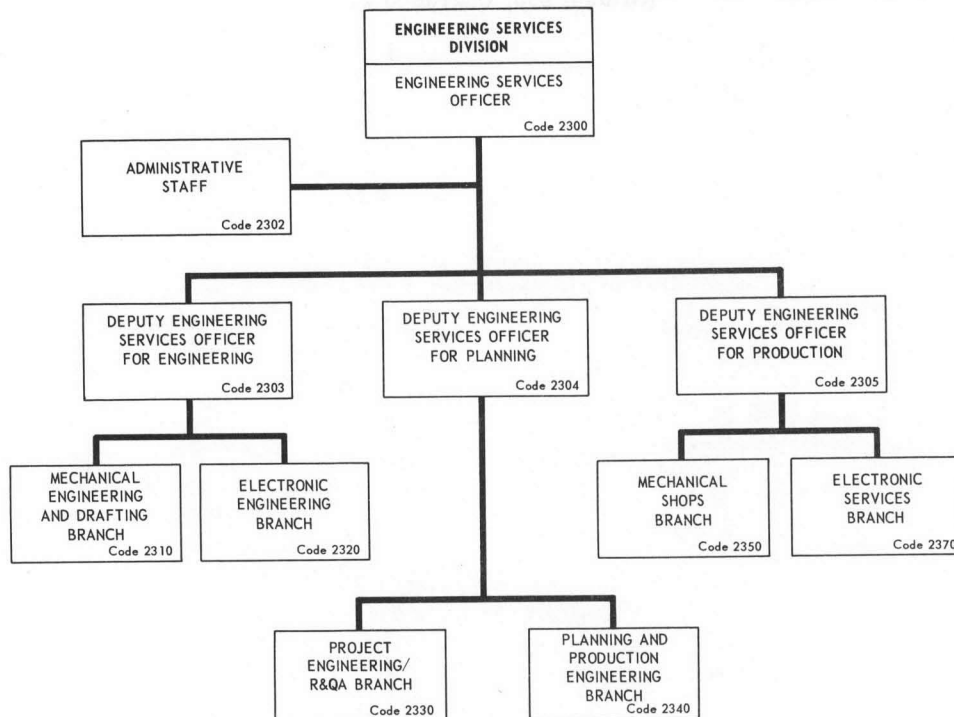 ENGINEERING SERVICES
DIVISION
ENGINEERING SERVICES
OFFICER
Code 2300
ADMINISTRATIVE
STAFF
Code 2302
DEPUTY ENGINEERING
SERVICES OFFICER
FOR ENGINEERING
Code 2303
DEPUTY ENGINEERING
SERVICES OFFICER
FOR PLANNING
Code 2304
DEPUTY ENGINEERING
SERVICES OFFICER
FOR PRODUCTION
Code 2305
MECHANICAL
ENGINEERING
AND DRAFTING
BRANCH
Code 2310
ELECTRONIC
ENGINEERING
BRANCH
Code 2320
MECHANICAL
SHOPS
BRANCH
Code 2350
ELECTRONIC
SERVICES
BRANCH
Code 2370
PROJECT
ENGINEERING/
R&QA BRANCH
Code 2330
PLANNING AND
PRODUCTION
ENGINEERING
BRANCH
Code 2340